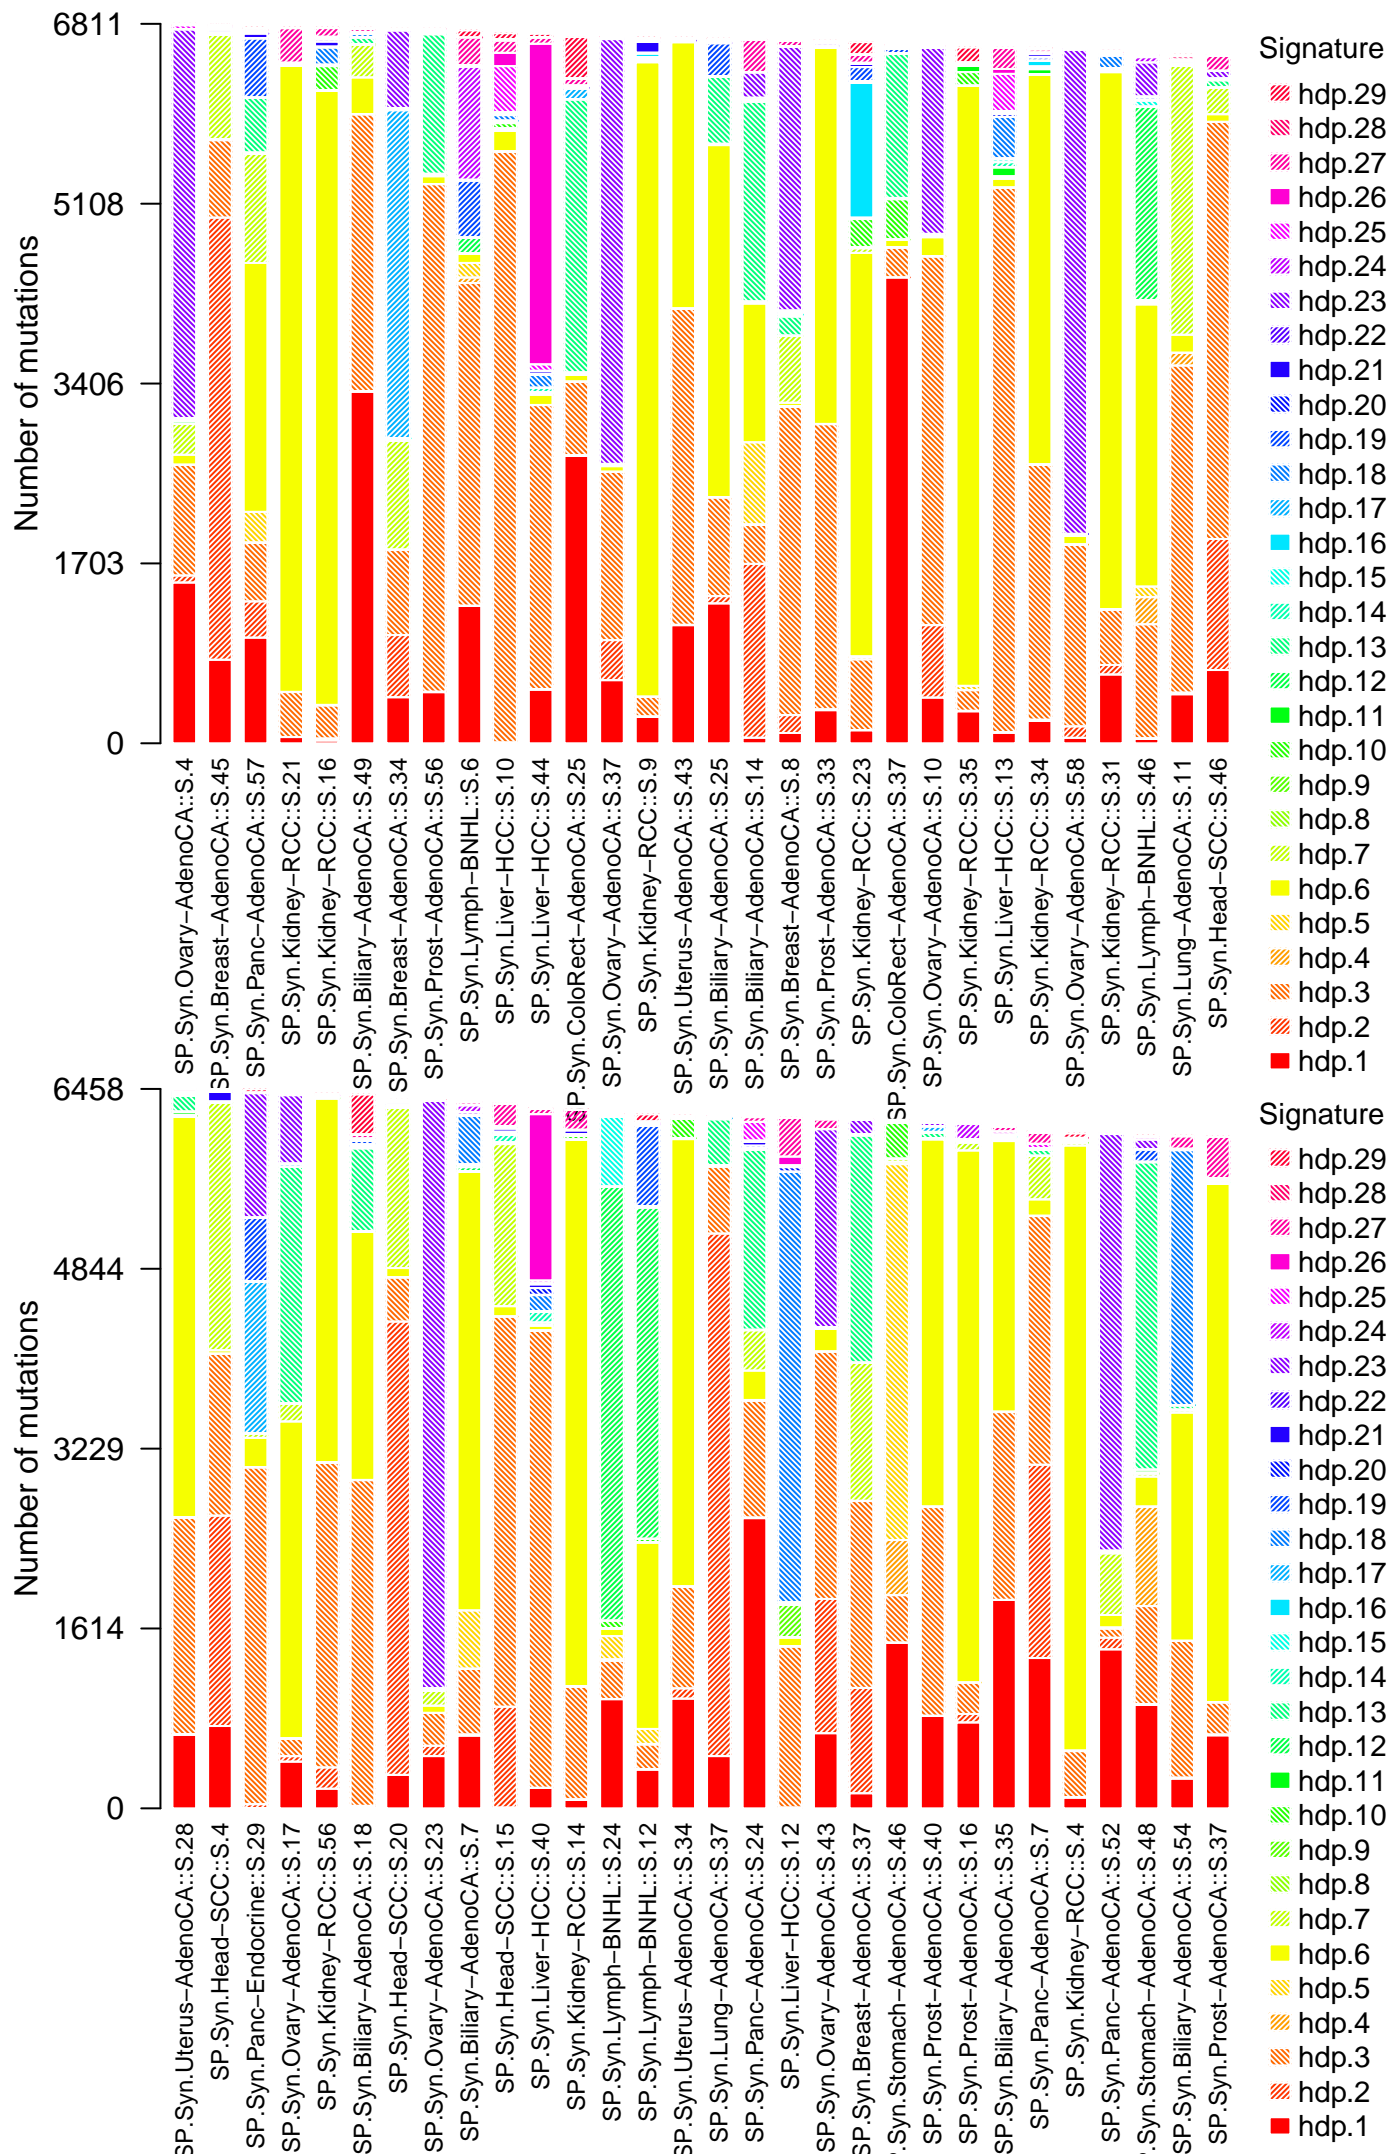 Number of mutations
6811
5108
3406
1703
0
SP.Syn.Ovary−AdenoCA::S.4
SP.Syn.Breast−AdenoCA::S.45
SP.Syn.Panc−AdenoCA::S.57
SP.Syn.Kidney−RCC::S.21
SP.Syn.Kidney−RCC::S.16
SP.Syn.Biliary−AdenoCA::S.49
SP.Syn.Breast−AdenoCA::S.34
SP.Syn.Prost−AdenoCA::S.56
SP.Syn.Lymph−BNHL::S.6
SP.Syn.Liver−HCC::S.10
SP.Syn.Liver−HCC::S.44
SP.Syn.ColoRect−AdenoCA::S.25
SP.Syn.Ovary−AdenoCA::S.37
SP.Syn.Kidney−RCC::S.9
SP.Syn.Uterus−AdenoCA::S.43
SP.Syn.Biliary−AdenoCA::S.25
SP.Syn.Biliary−AdenoCA::S.14
SP.Syn.Breast−AdenoCA::S.8
SP.Syn.Prost−AdenoCA::S.33
SP.Syn.Kidney−RCC::S.23
SP.Syn.ColoRect−AdenoCA::S.37
SP.Syn.Ovary−AdenoCA::S.10
SP.Syn.Kidney−RCC::S.35
SP.Syn.Liver−HCC::S.13
SP.Syn.Kidney−RCC::S.34
SP.Syn.Ovary−AdenoCA::S.58
SP.Syn.Kidney−RCC::S.31
SP.Syn.Lymph−BNHL::S.46
SP.Syn.Lung−AdenoCA::S.11
SP.Syn.Head−SCC::S.46
Signature
hdp.29
hdp.28
hdp.27
hdp.26
hdp.25
hdp.24
hdp.23
hdp.22
hdp.21
hdp.20
hdp.19
hdp.18
hdp.17
hdp.16
hdp.15
hdp.14
hdp.13
hdp.12
hdp.11
hdp.10
hdp.9
hdp.8
hdp.7
hdp.6
hdp.5
hdp.4
hdp.3
hdp.2
hdp.1
Number of mutations
6458
4844
3229
1614
0
SP.Syn.Uterus−AdenoCA::S.28
SP.Syn.Head−SCC::S.4
SP.Syn.Panc−Endocrine::S.29
SP.Syn.Ovary−AdenoCA::S.17
SP.Syn.Kidney−RCC::S.56
SP.Syn.Biliary−AdenoCA::S.18
SP.Syn.Head−SCC::S.20
SP.Syn.Ovary−AdenoCA::S.23
SP.Syn.Biliary−AdenoCA::S.7
SP.Syn.Head−SCC::S.15
SP.Syn.Liver−HCC::S.40
SP.Syn.Kidney−RCC::S.14
SP.Syn.Lymph−BNHL::S.24
SP.Syn.Lymph−BNHL::S.12
SP.Syn.Uterus−AdenoCA::S.34
SP.Syn.Lung−AdenoCA::S.37
SP.Syn.Panc−AdenoCA::S.24
SP.Syn.Liver−HCC::S.12
SP.Syn.Ovary−AdenoCA::S.43
SP.Syn.Breast−AdenoCA::S.37
P.Syn.Stomach−AdenoCA::S.46
SP.Syn.Prost−AdenoCA::S.40
SP.Syn.Prost−AdenoCA::S.16
SP.Syn.Biliary−AdenoCA::S.35
SP.Syn.Panc−AdenoCA::S.7
SP.Syn.Kidney−RCC::S.4
SP.Syn.Panc−AdenoCA::S.52
P.Syn.Stomach−AdenoCA::S.48
SP.Syn.Biliary−AdenoCA::S.54
SP.Syn.Prost−AdenoCA::S.37
Signature
hdp.29
hdp.28
hdp.27
hdp.26
hdp.25
hdp.24
hdp.23
hdp.22
hdp.21
hdp.20
hdp.19
hdp.18
hdp.17
hdp.16
hdp.15
hdp.14
hdp.13
hdp.12
hdp.11
hdp.10
hdp.9
hdp.8
hdp.7
hdp.6
hdp.5
hdp.4
hdp.3
hdp.2
hdp.1